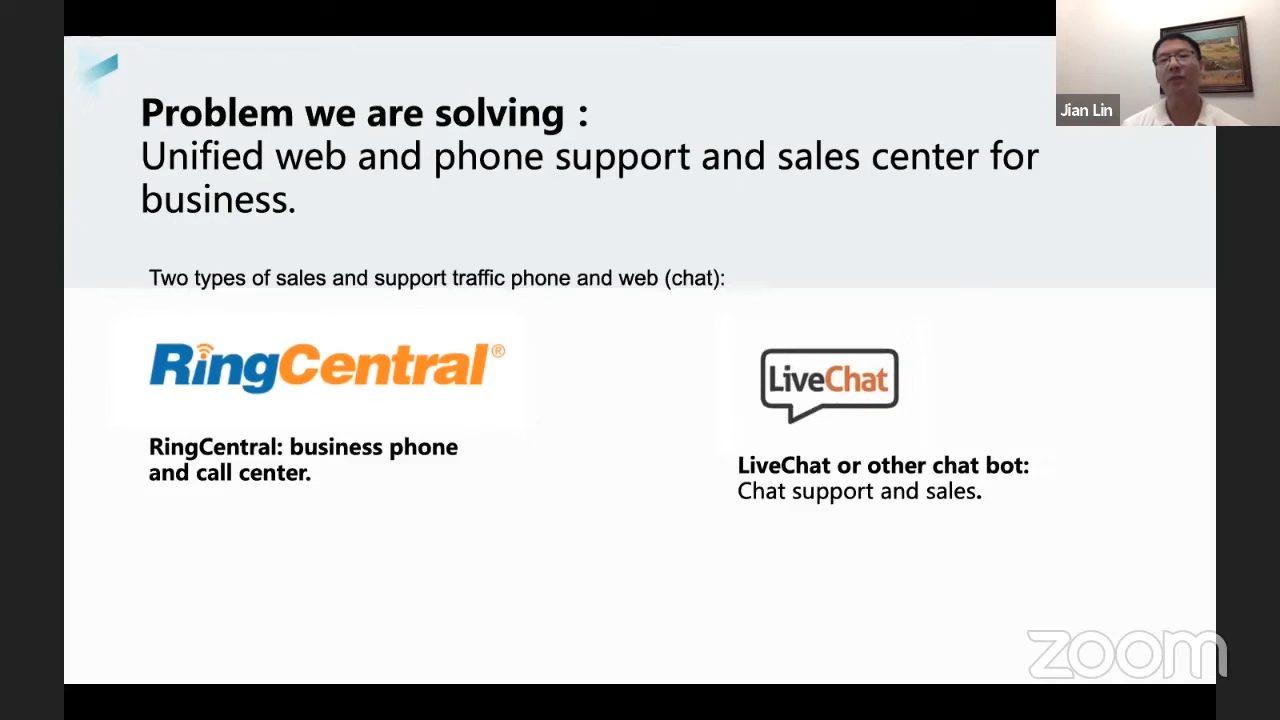 Problem we are solving：
Unified web and phone support and sales center for
business.
Two types of sales and support traffic phone and web (chat):
RingCentral®
LiveChat
RingCentral: business phone
and call center.
LiveChat or other chat bot:
Chat support and sales.
Jian Lin
zoom